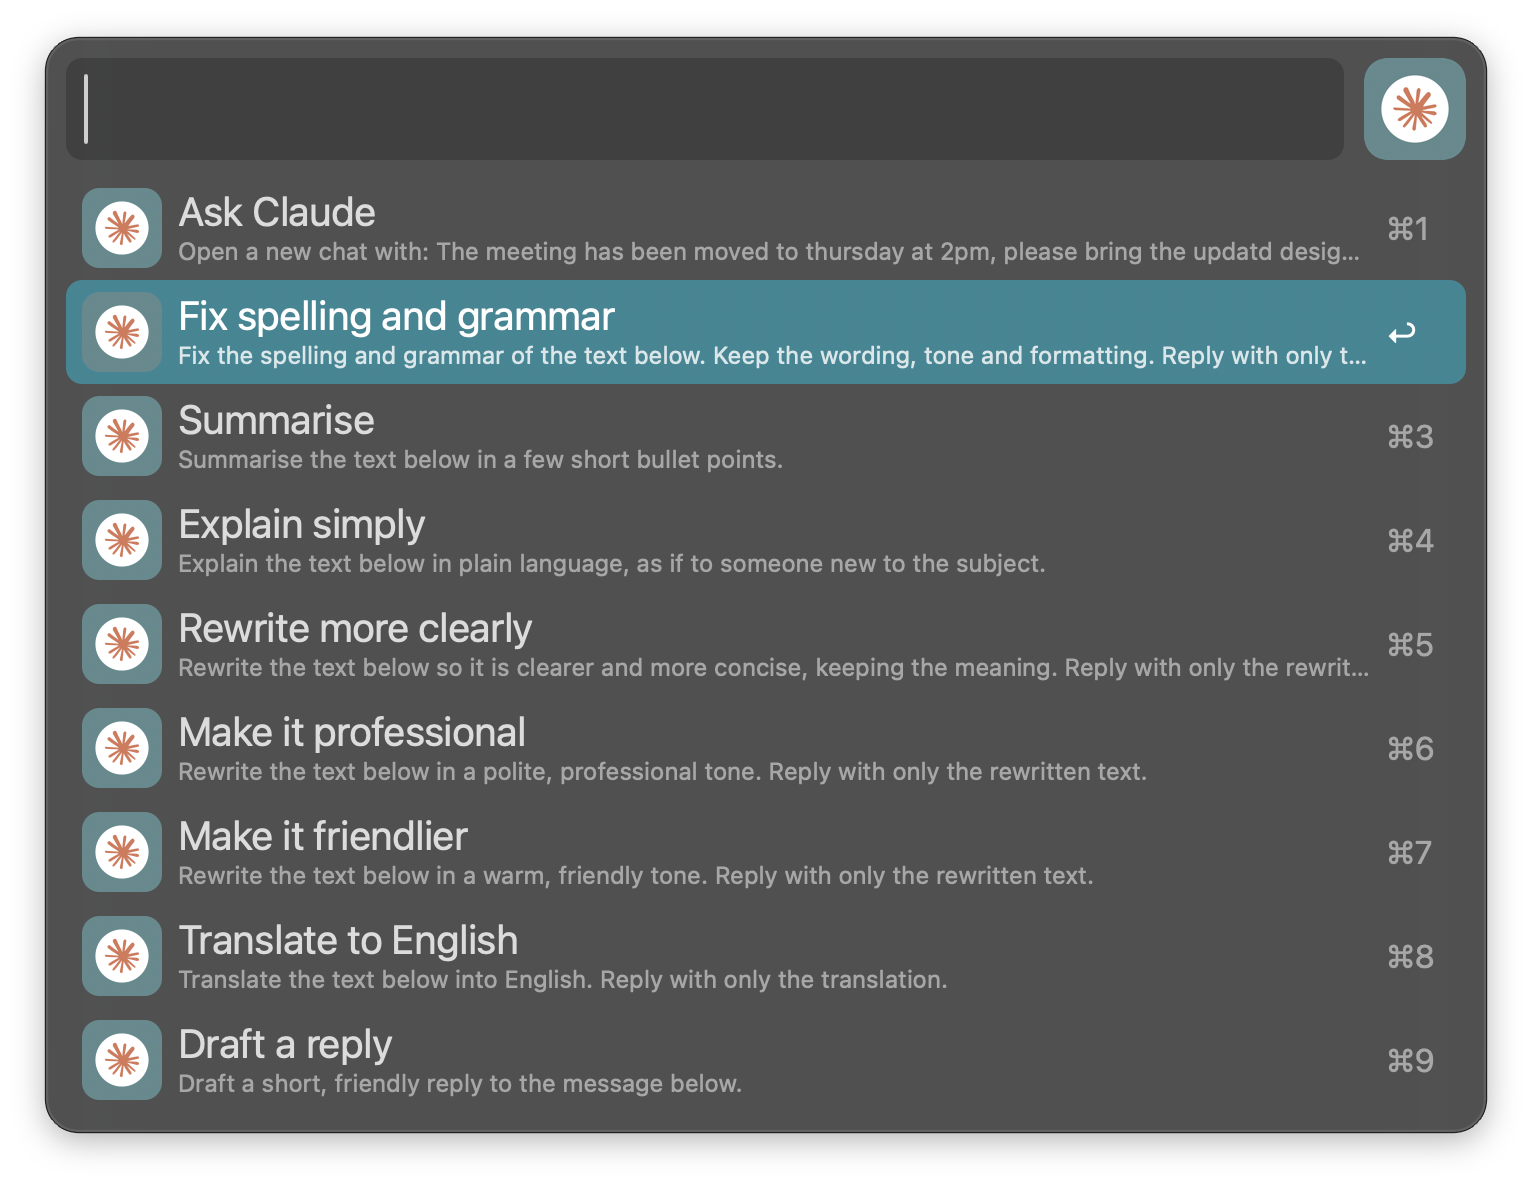 Ask Claude
Open a new chat with: The meeting has been moved to thursday at 2pm, please bring the updatd desig...
⌘1
Fix spelling and grammar
Fix the spelling and grammar of the text below. Keep the wording, tone and formatting. Reply with only t...
↩
Summarise
Summarise the text below in a few short bullet points.
⌘3
Explain simply
Explain the text below in plain language, as if to someone new to the subject.
⌘4
Rewrite more clearly
Rewrite the text below so it is clearer and more concise, keeping the meaning. Reply with only the rewrit...
⌘5
Make it professional
Rewrite the text below in a polite, professional tone. Reply with only the rewritten text.
⌘6
Make it friendlier
Rewrite the text below in a warm, friendly tone. Reply with only the rewritten text.
⌘7
Translate to English
Translate the text below into English. Reply with only the translation.
⌘8
Draft a reply
Draft a short, friendly reply to the message below.
⌘9